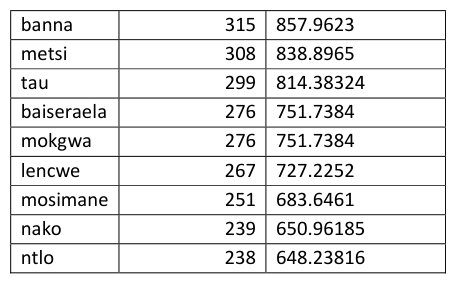 banna 315 857.9623
metsi 308 838.8965
tau 299 814.38324
baiseraela 276 751.7384
mokgwa 276 751.7384
lencwe 267 727.2252
mosimane 251 683.6461
nako 239 650.96185
ntlo 238 648.23816